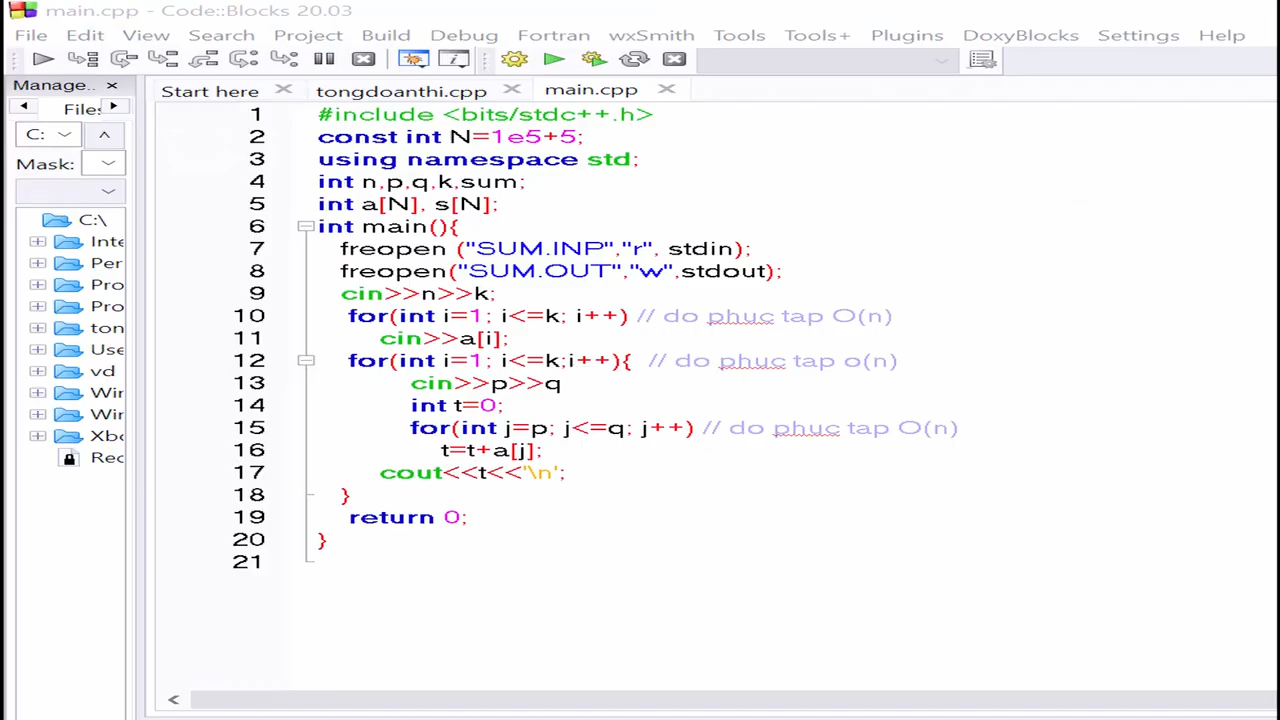 main.cpp - Code::Blocks 20.03
File Edit View Search Project Build Debug Fortran wxSmith Tools Tools+ Plugins DoxyBlocks Settings Help
Manage..
Files
C:
Mask:
C:\
Inte
Per
Pro
Pro
ton
Use
vd
Win
Win
Xbo
Rec
Start here
tongdoanthi.cpp
main.cpp
1 #include <bits/stdc++.h>
2 const int N=1e5+5;
3 using namespace std;
4 int n,p,q,k,sum;
5 int a[N], s[N];
6 int main(){
7 freopen ("SUM.INP","r", stdin);
8 freopen("SUM.OUT","w",stdout);
9 cin>>n>>k;
10 for(int i=1; i<=k; i++) // do phuc tap O(n)
11 cin>>a[i];
12 for(int i=1; i<=k;i++){ // do phuc tap o(n)
13 cin>>p>>q
14 int t=0;
15 for(int j=p; j<=q; j++) // do phuc tap O(n)
16 t=t+a[j];
17 cout<<t<<'\n';
18 }
19 return 0;
20 }
21